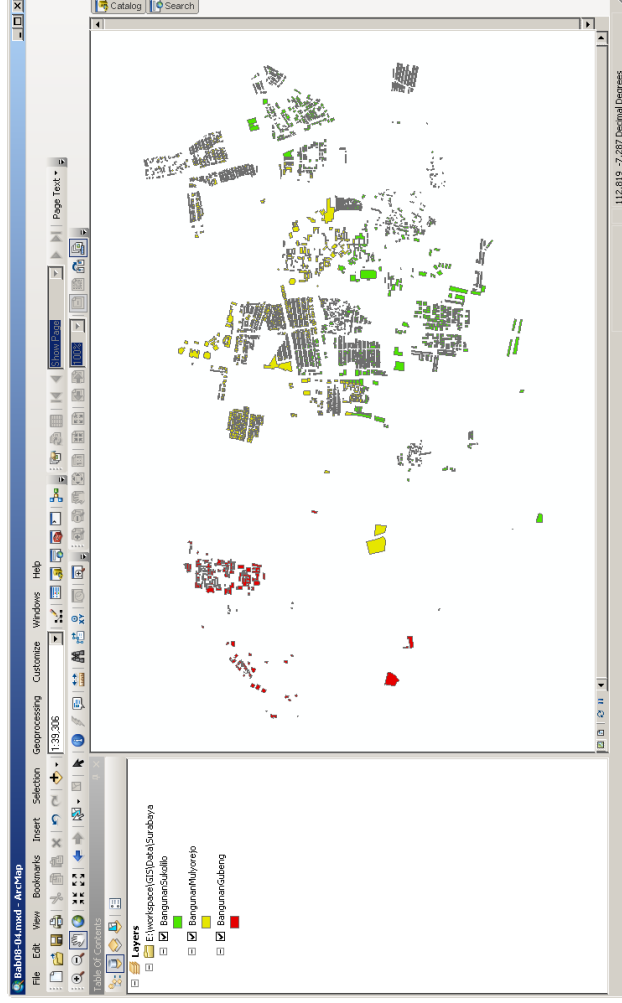 Bab08-04.mxd - ArcMap
File Edit View Bookmarks Insert Selection Geoprocessing Customize Windows Help
1:39,306
Show Page
Page Text
100%
Table Of Contents
Layers
E:\workspace\GIS\Data\Surabaya
BangunanSukolilo
BangunanMulyorejo
BangunanGubeng
Catalog
Search
112.819 -7.287 Decimal Degrees